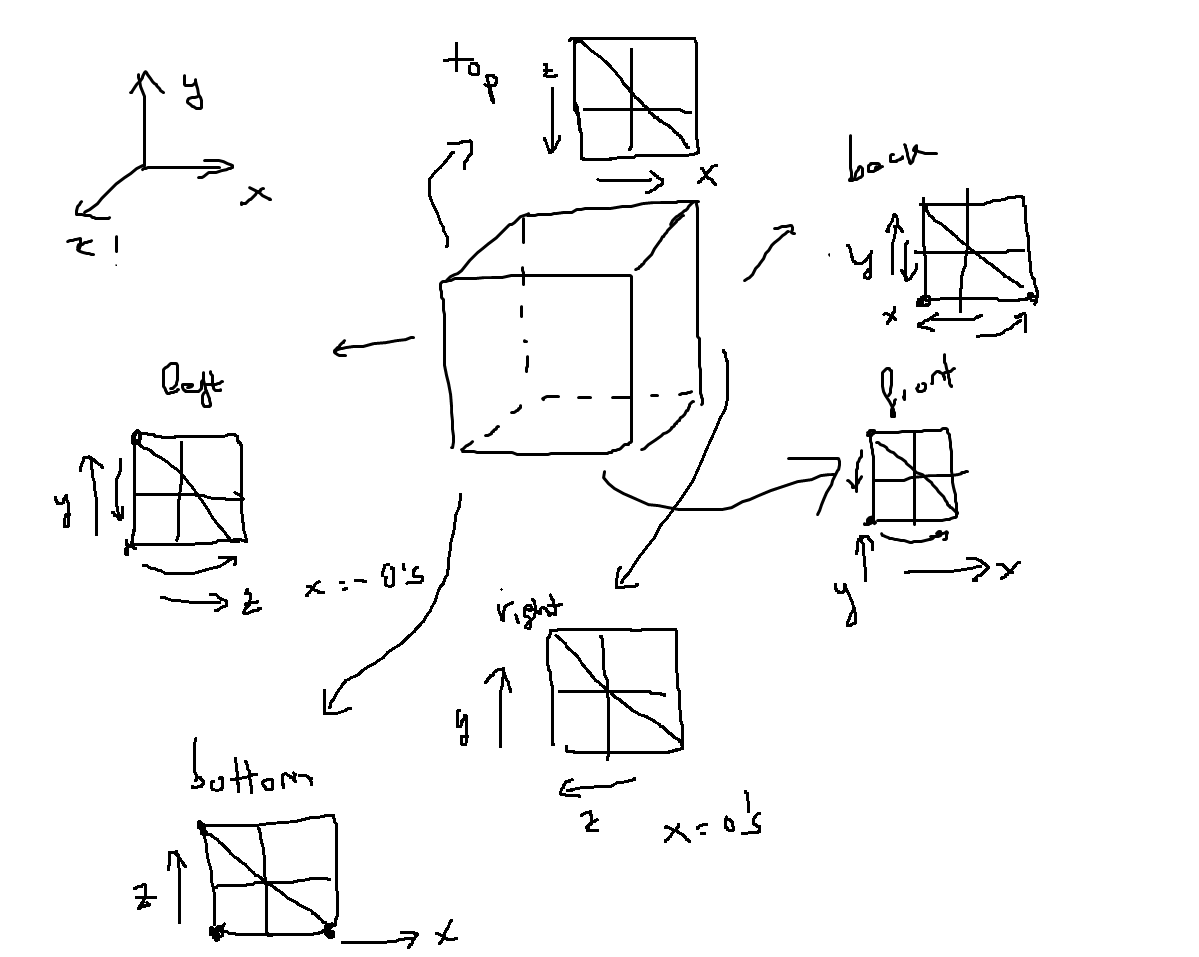 top
z
x
y
x
z
back
y
x
left
y
z
x = - 0's
front
y
x
right
y
z
x = 0's
bottom
z
x